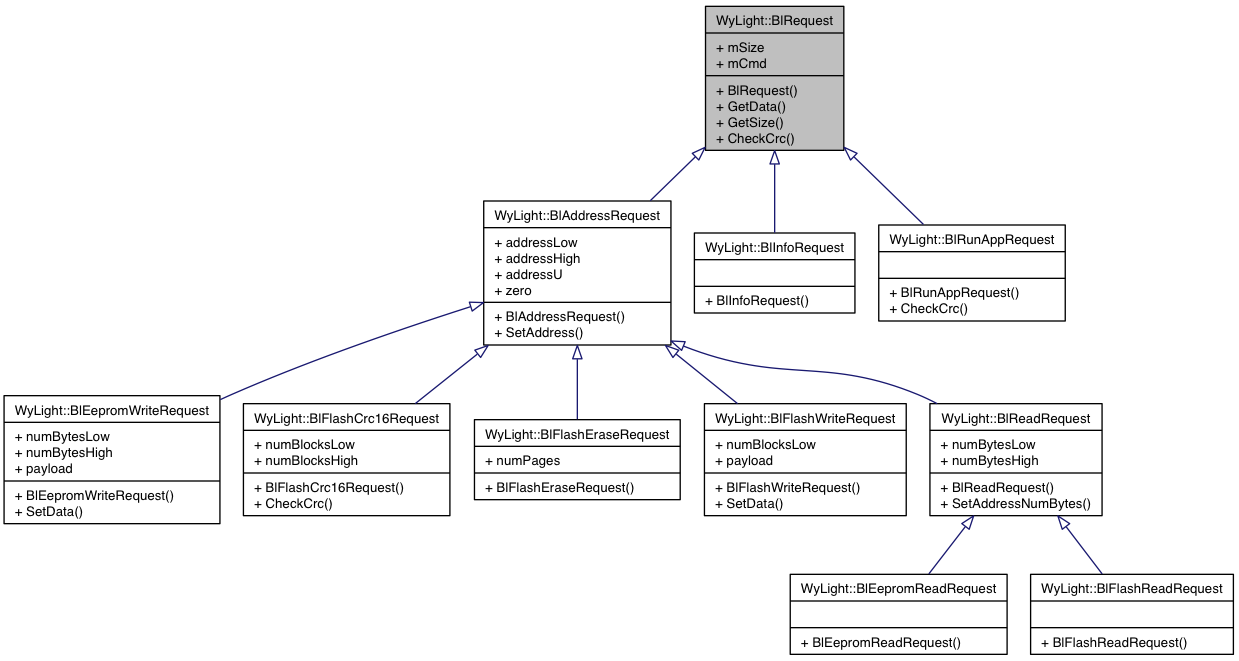 WyLight::BlRequest
+ mSize
+ mCmd
+ BlRequest()
+ GetData()
+ GetSize()
+ CheckCrc()
WyLight::BlAddressRequest
+ addressLow
+ addressHigh
+ addressU
+ zero
+ BlAddressRequest()
+ SetAddress()
WyLight::BlInfoRequest
+ BlInfoRequest()
WyLight::BlRunAppRequest
+ BlRunAppRequest()
+ CheckCrc()
WyLight::BlEepromWriteRequest
+ numBytesLow
+ numBytesHigh
+ payload
+ BlEepromWriteRequest()
+ SetData()
WyLight::BlFlashCrc16Request
+ numBlocksLow
+ numBlocksHigh
+ BlFlashCrc16Request()
+ CheckCrc()
WyLight::BlFlashEraseRequest
+ numPages
+ BlFlashEraseRequest()
WyLight::BlFlashWriteRequest
+ numBlocksLow
+ payload
+ BlFlashWriteRequest()
+ SetData()
WyLight::BlReadRequest
+ numBytesLow
+ numBytesHigh
+ BlReadRequest()
+ SetAddressNumBytes()
WyLight::BlEepromReadRequest
+ BlEepromReadRequest()
WyLight::BlFlashReadRequest
+ BlFlashReadRequest()